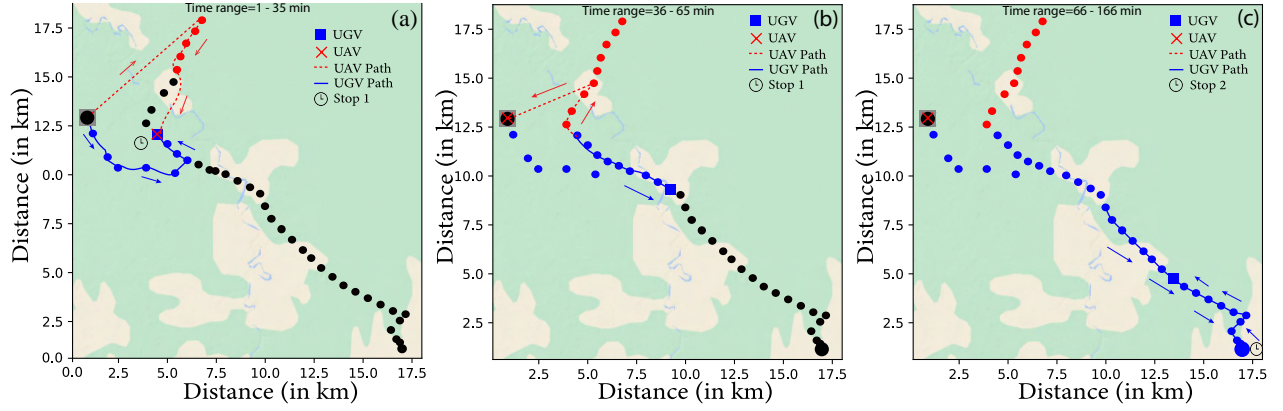 Time range=1 - 35 min
(a)
UGV
UAV
UAV Path
UGV Path
Stop 1
17.5
15.0
12.5
0.0
7.5
5.0
2.5
0.0
0.0 2.5 5.0 7.5 10.0 12.5 15.0 17.5
Distance (in km)
Distance (in km)
Time range=36 - 65 min
(b)
UGV
UAV
UAV Path
UGV Path
17.5
15.0
12.5
10.0
7.5
5.0
2.5
2.5 5.0 7.5 10.0 12.5 15.0 17.5
Distance (in km)
Distance (in km)
Time range=66 - 166 min
(c)
UGV
UAV
UAV Path
UGV Path
Stop 2
17.5
15.0
12.5
10.0
7.5
5.0
2.5
2.5 5.0 7.5 10.0 12.5 15.0 17.5
Distance (in km)
Distance (in km)